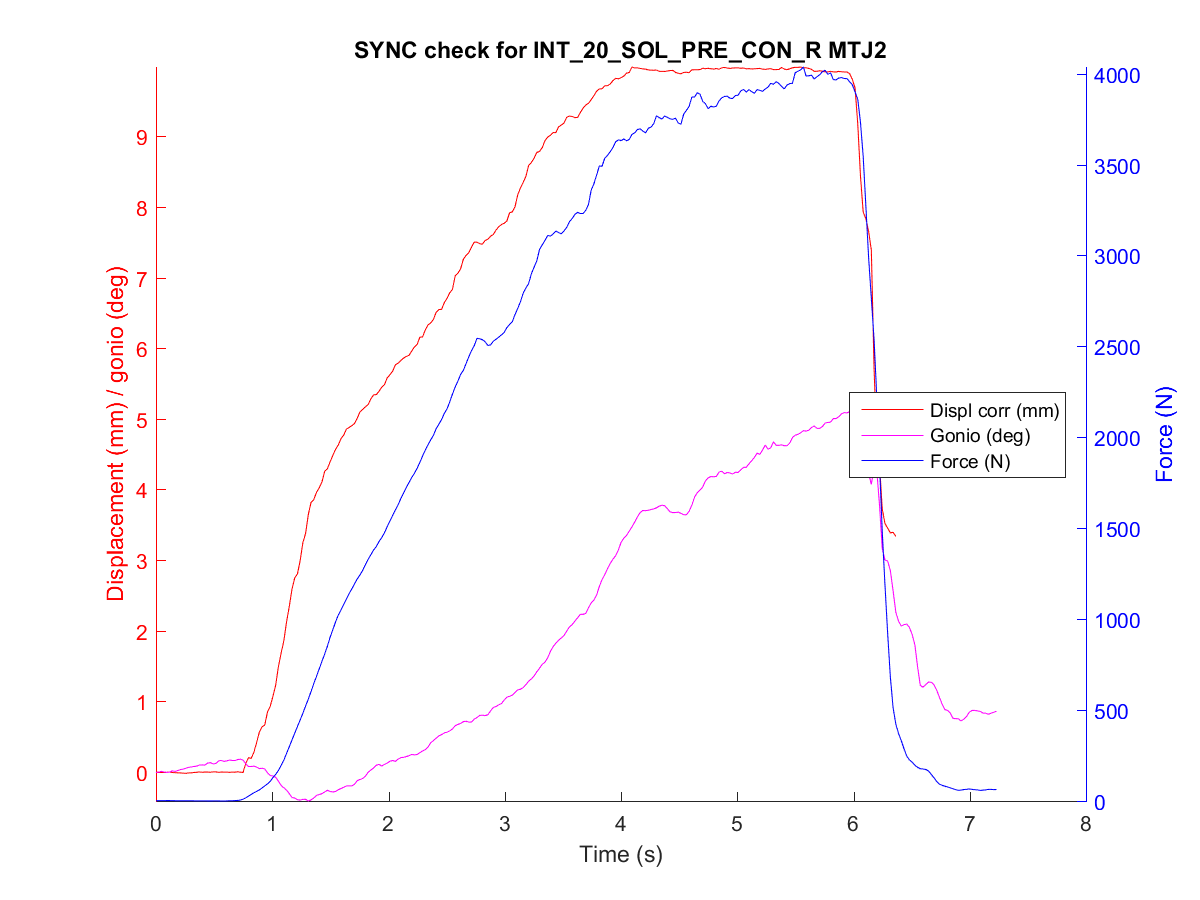 SYNC check for INT_20_SOL_PRE_CON_R MTJ2
Displacement (mm) / gonio (deg)
9
8
7
6
5
4
3
2
1
0
4000
3500
3000
2500
2000
1500
1000
500
0
Force (N)
Displ corr (mm)
Gonio (deg)
Force (N)
0 1 2 3 4 5 6 7 8
Time (s)